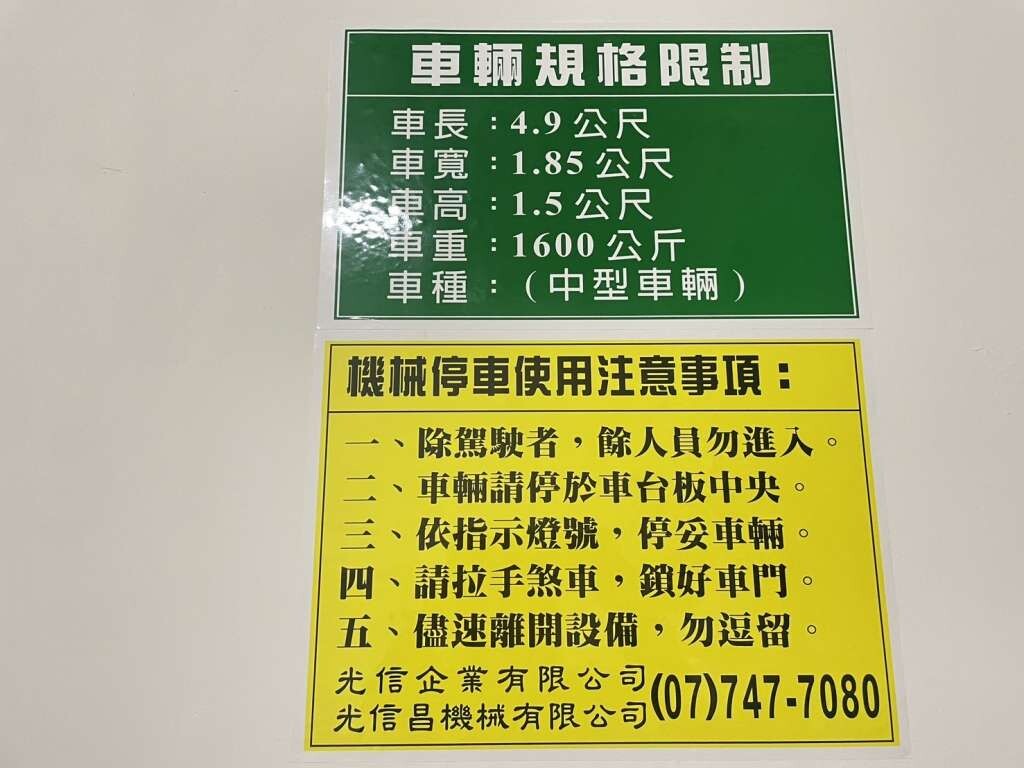 車輛規格限制
車長：4.9 公尺
車寬：1.85 公尺
車高：1.5 公尺
車重：1600 公斤
車種：(中型車輛)
機械停車使用注意事項：
一、除駕駛者，餘人員勿進入。
二、車輛請停於車台板中央。
三、依指示燈號，停妥車輛。
四、請拉手煞車，鎖好車門。
五、儘速離開設備，勿逗留。
光信企業有限公司
光信昌機械有限公司
(07)747-7080